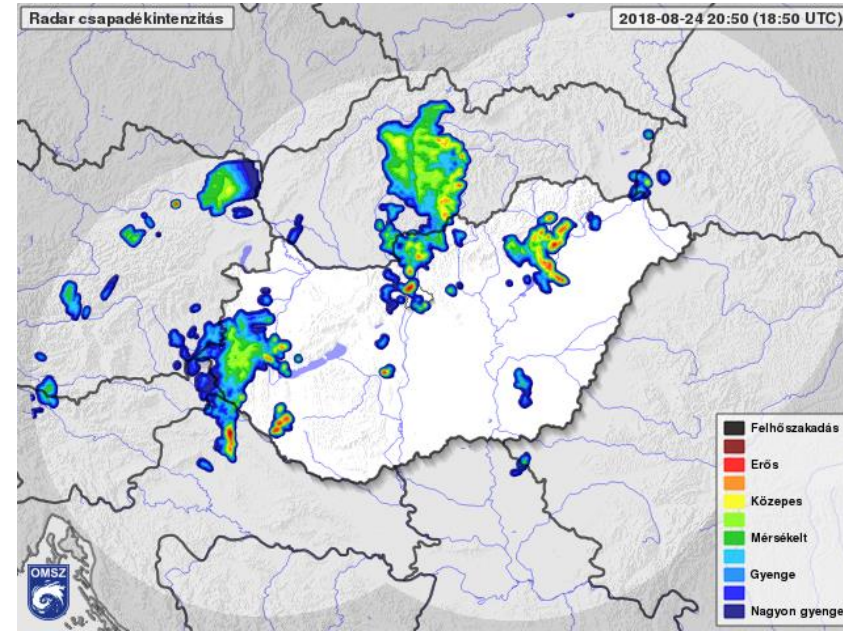 Radar csapadékintenzitás
2018-08-24 20:50 (18:50 UTC)
Felhőszakadás
Erős
Közepes
Mérsékelt
Gyenge
Nagyon gyenge
OMSZ